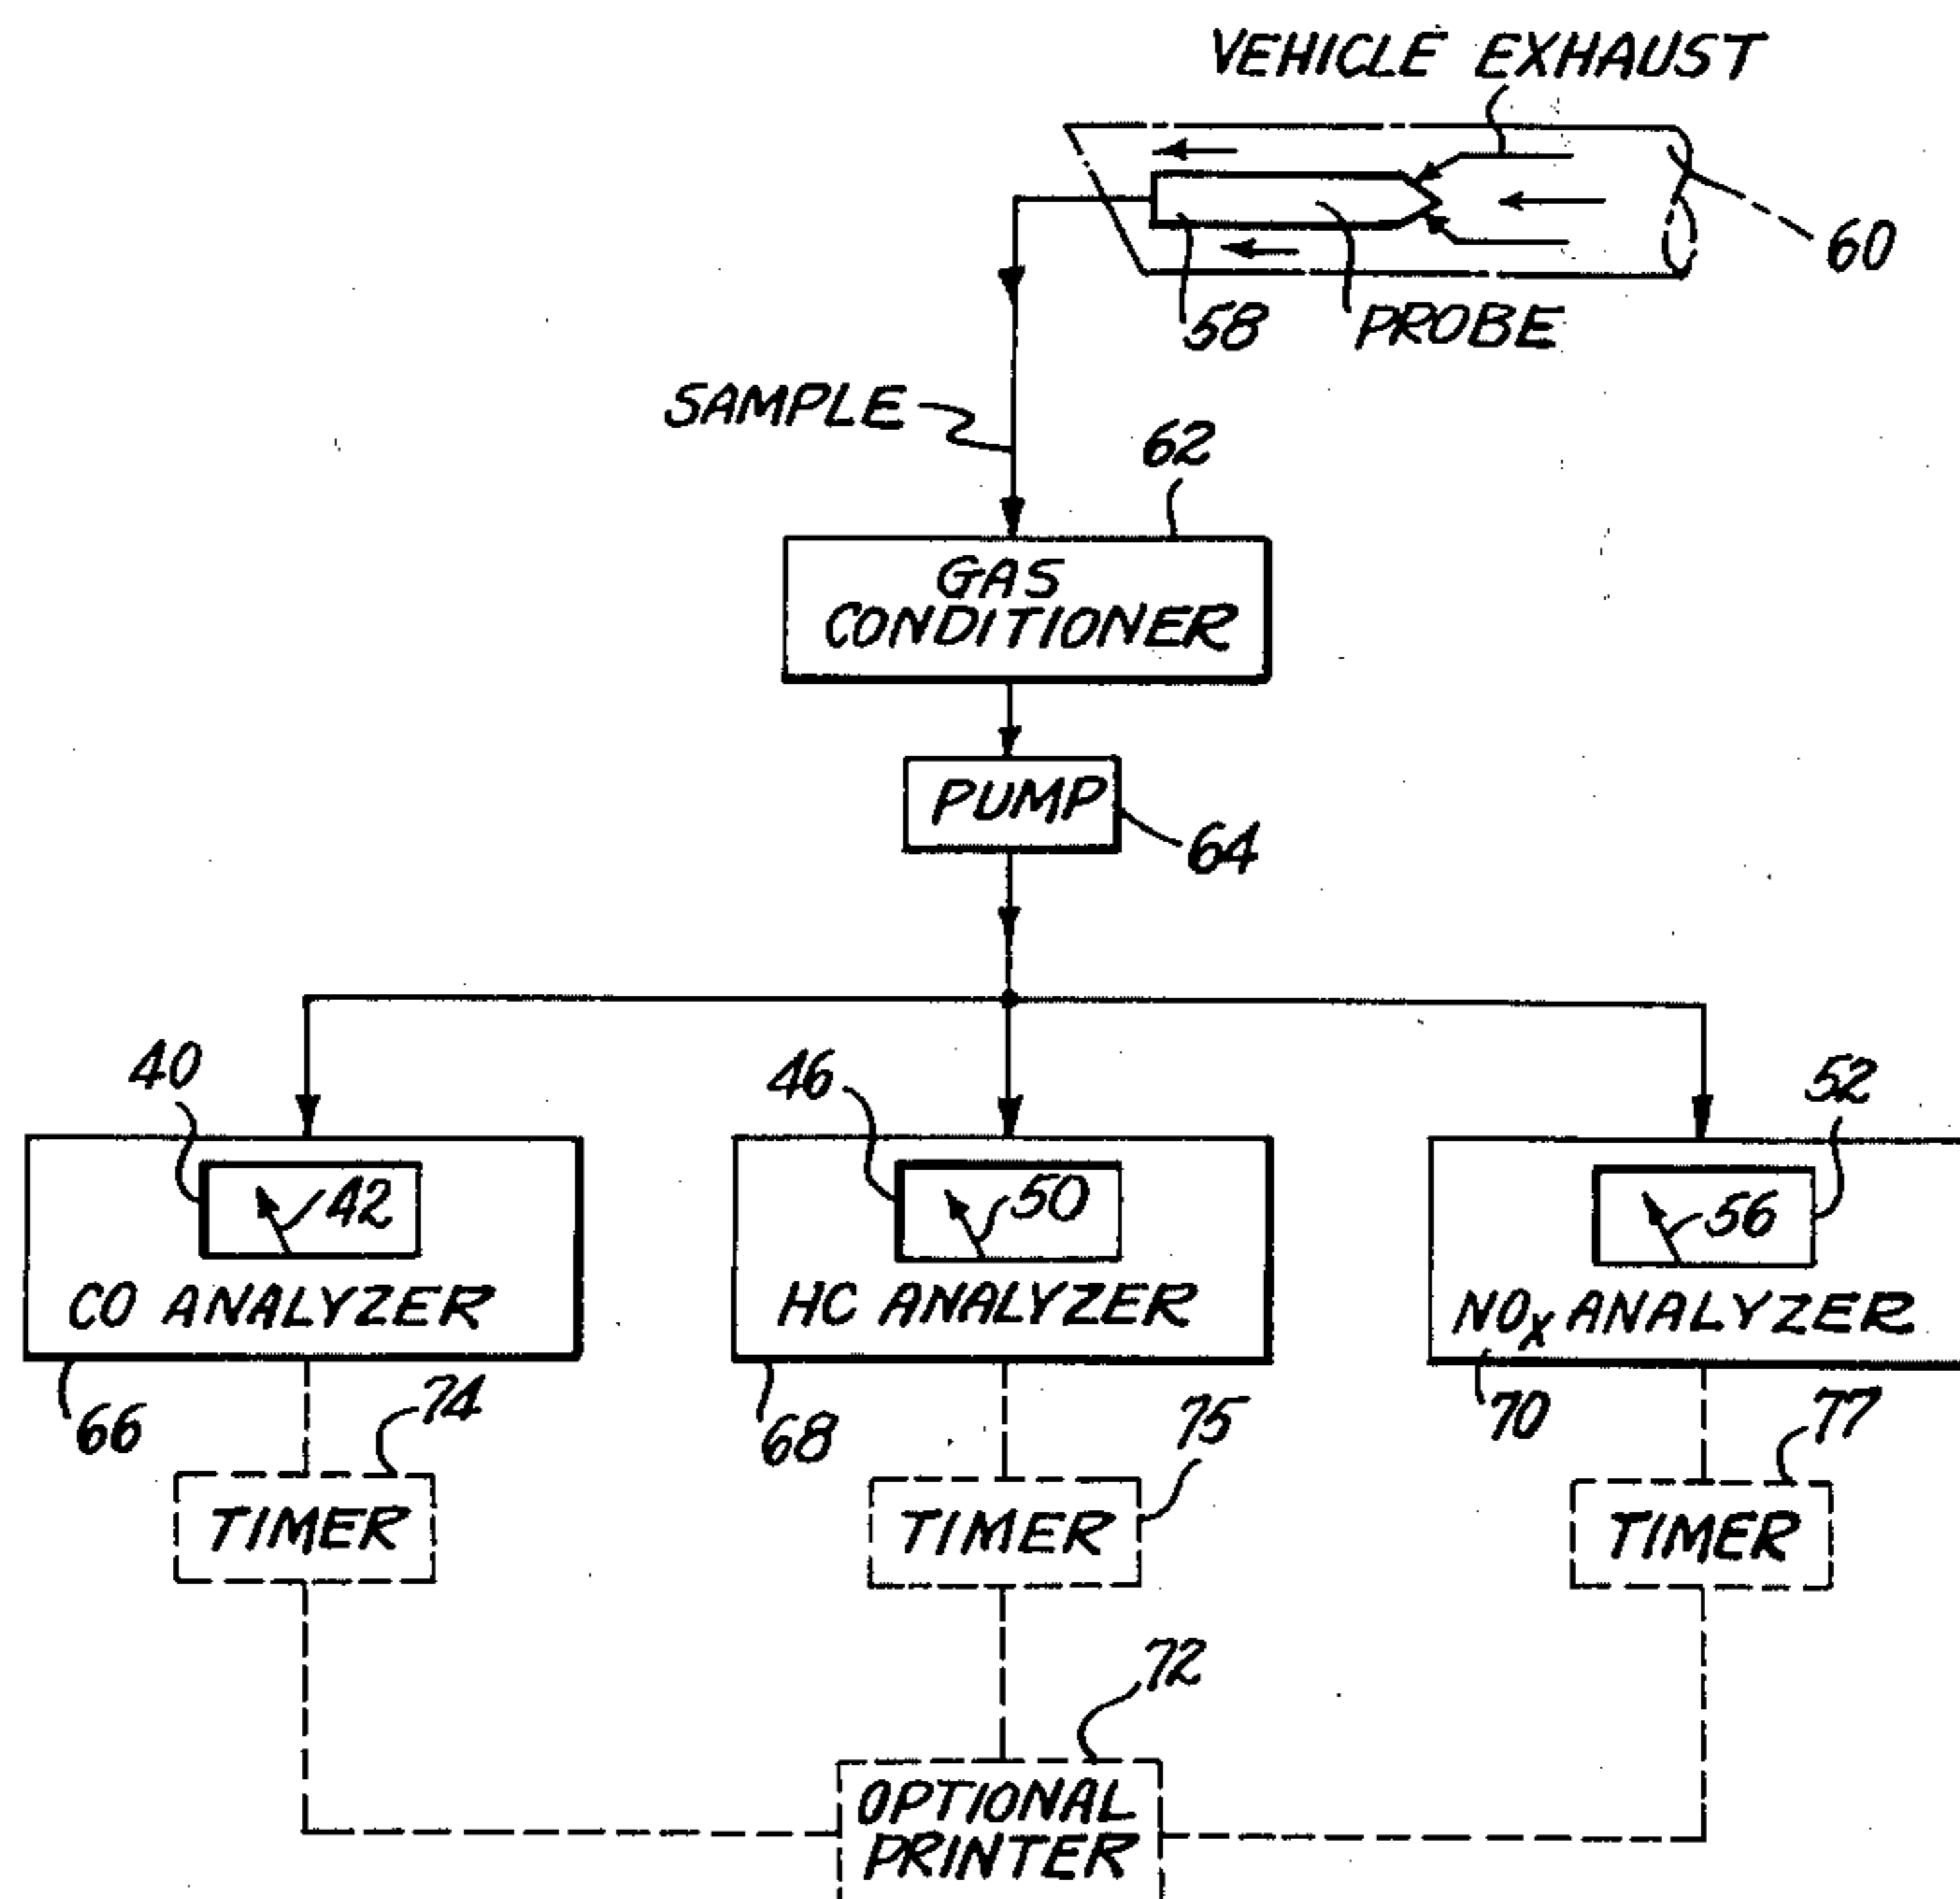 VEHICLE EXHAUST
60
58
PROBE
SAMPLE
62
GAS
CONDITIONER
PUMP
64
40
46
52
42
50
56
CO ANALYZER
HC ANALYZER
NOX ANALYZER
66
74
68
75
70
77
TIMER
TIMER
TIMER
72
OPTIONAL
PRINTER